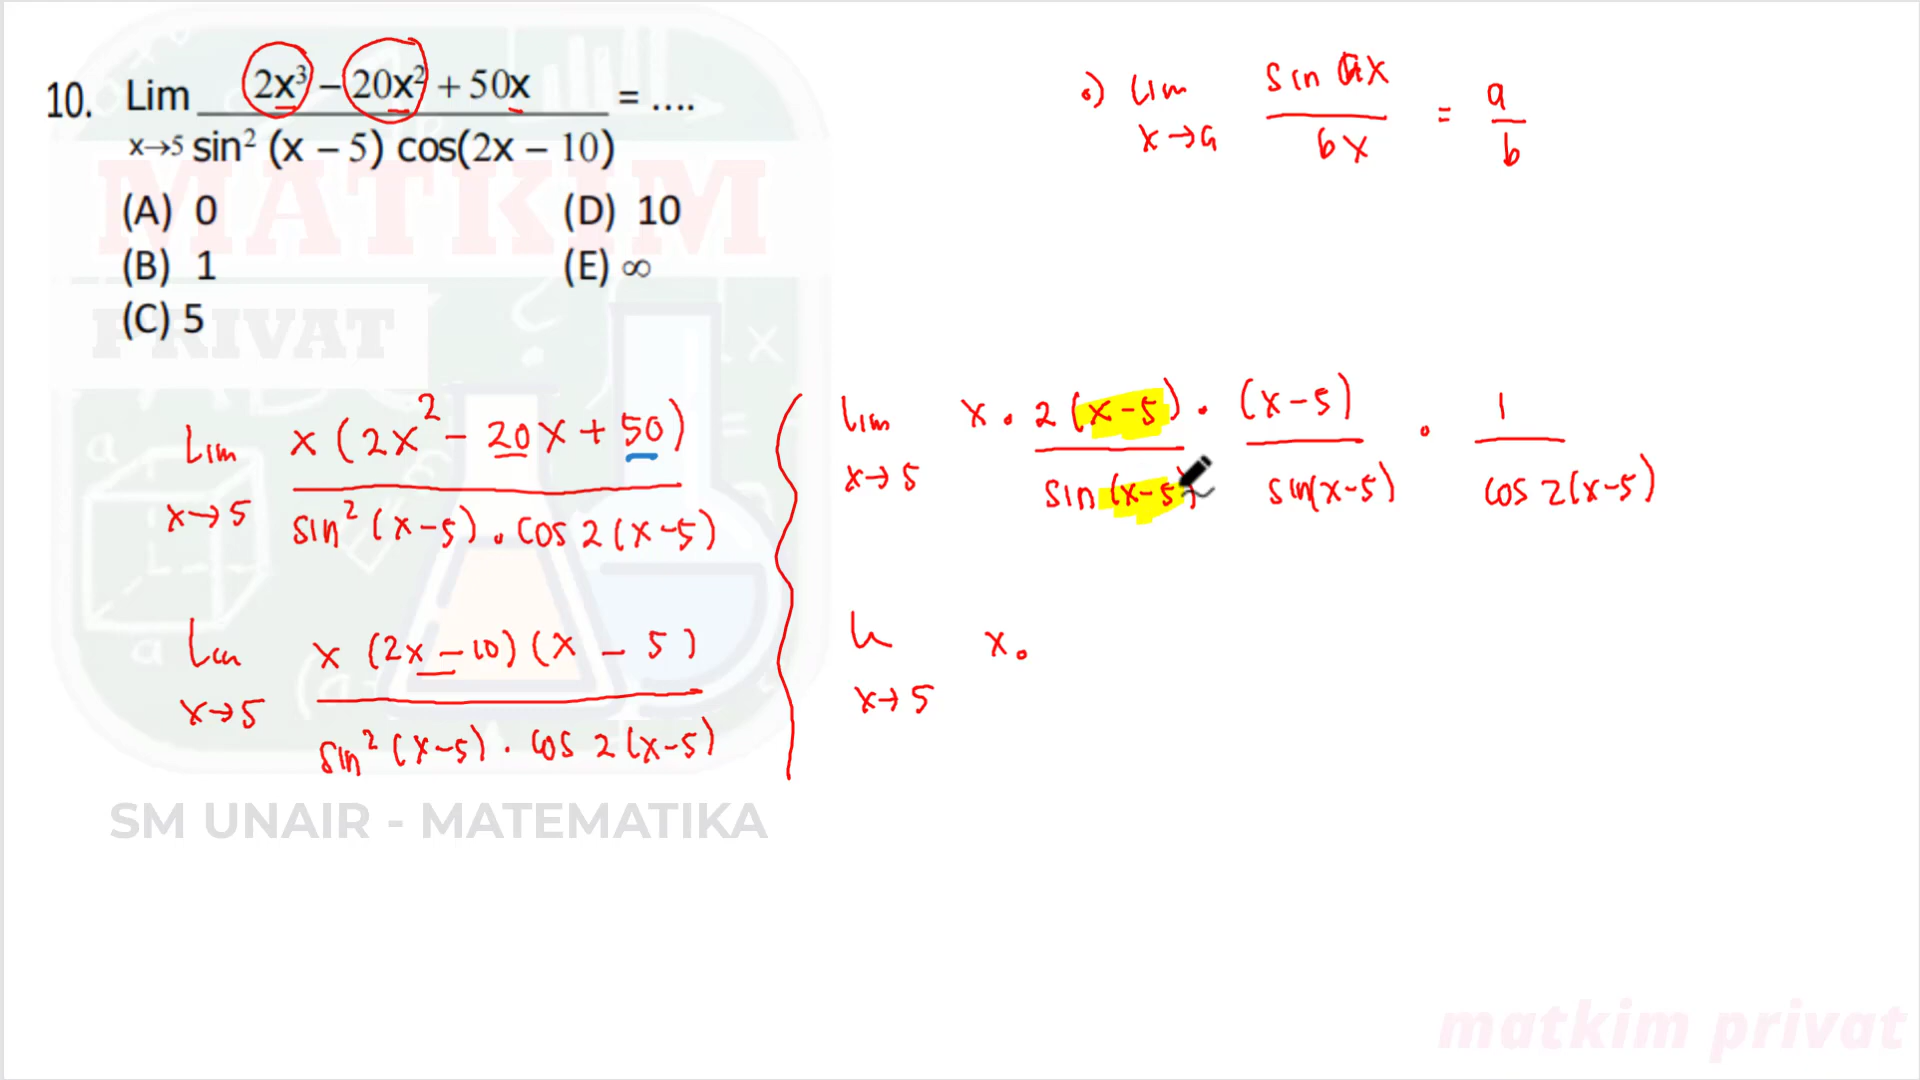 10. Lim 2x³ − 20x² + 50x = ....
x→5 sin² (x − 5) cos(2x − 10)
(A) 0
(B) 1
(C) 5
(D) 10
(E) ∞
MATKIM
PRIVAT
Lim x (2x² − 20x + 50)
x→5 sin² (x−5) . cos 2 (x−5)
Lim x (2x − 10) (x − 5)
x→5 sin² (x−5) . cos 2 (x−5)
SM UNAIR - MATEMATIKA
lim sin ax = a
x→a bx b
lim x . 2 (x−5) . (x−5) . 1
x→5 sin (x−5) sin(x−5) cos 2(x−5)
x.
x→5
matkim privat